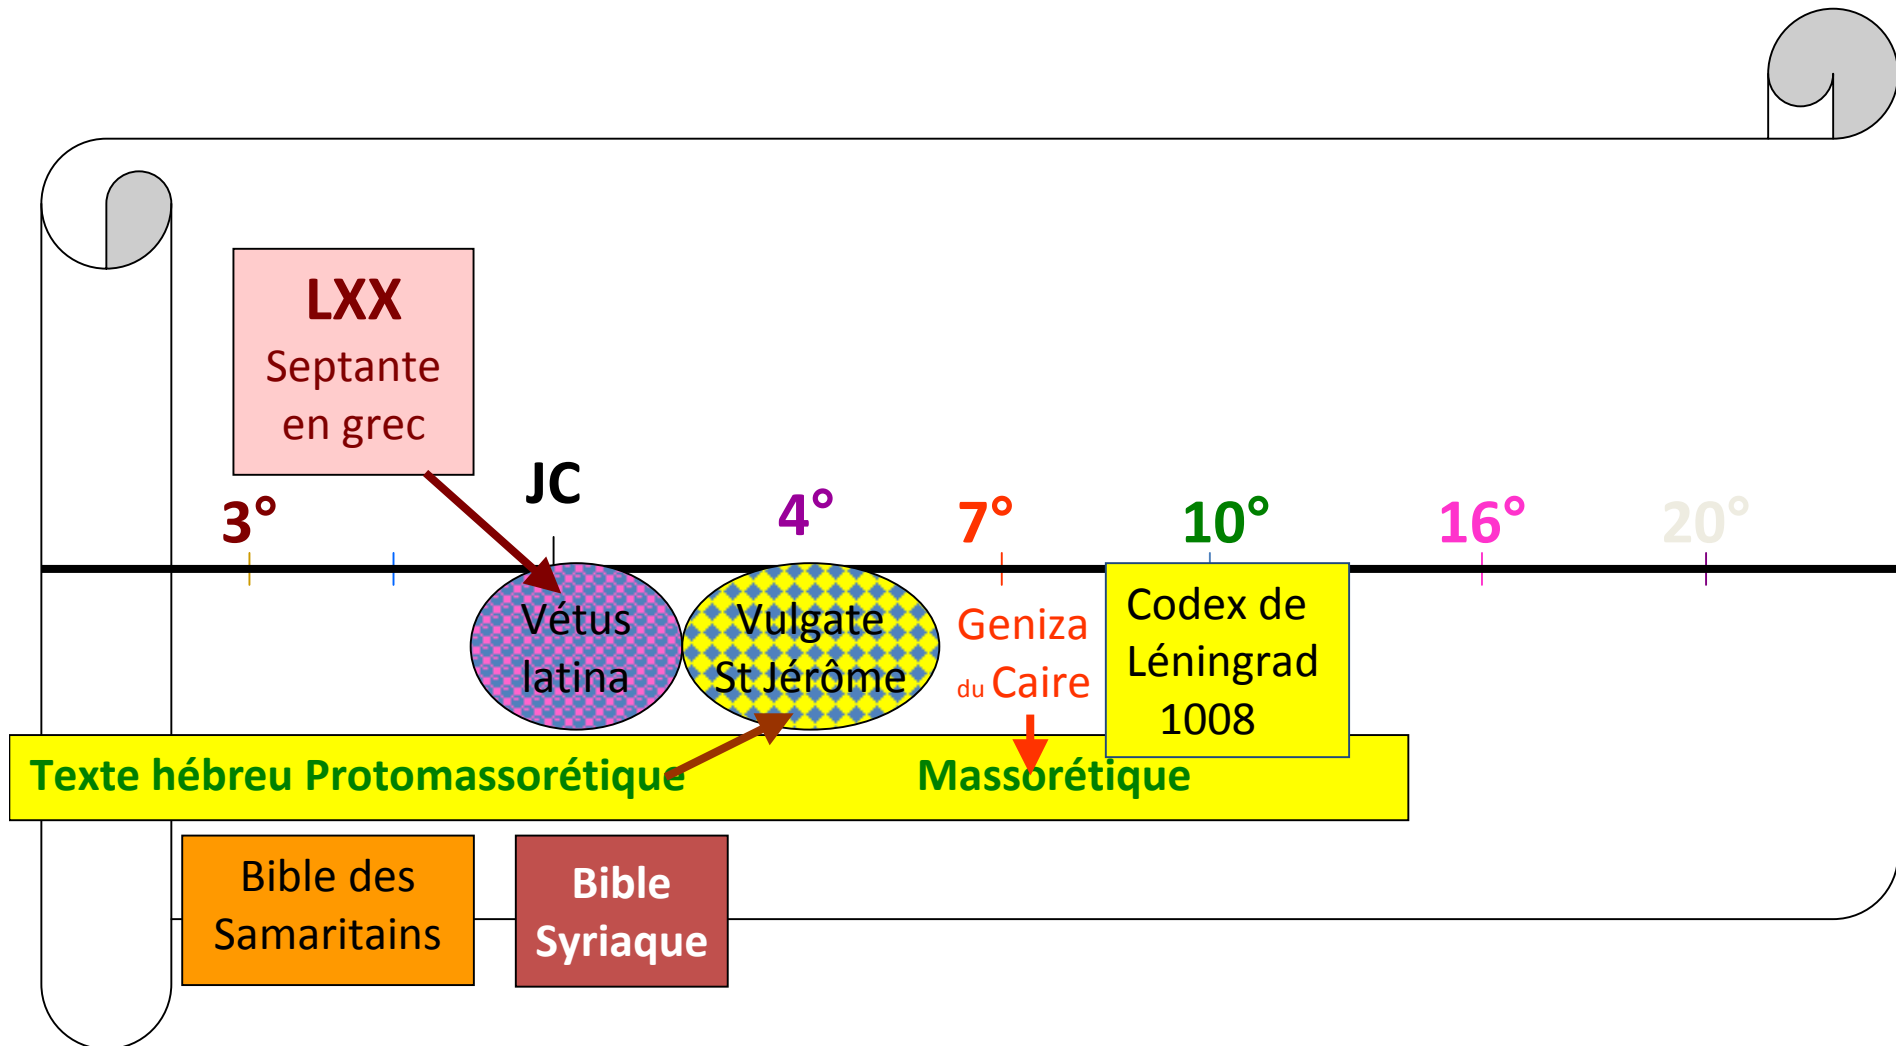 LXX
Septante
en grec
JC
3°
4°
7°
10°
16°
20°
Vétus
latina
Vulgate
St Jérôme
Geniza
du Caire
Codex de
Léningrad
1008
Texte hébreu Protomassorétique
Massorétique
Bible des
Samaritains
Bible
Syriaque